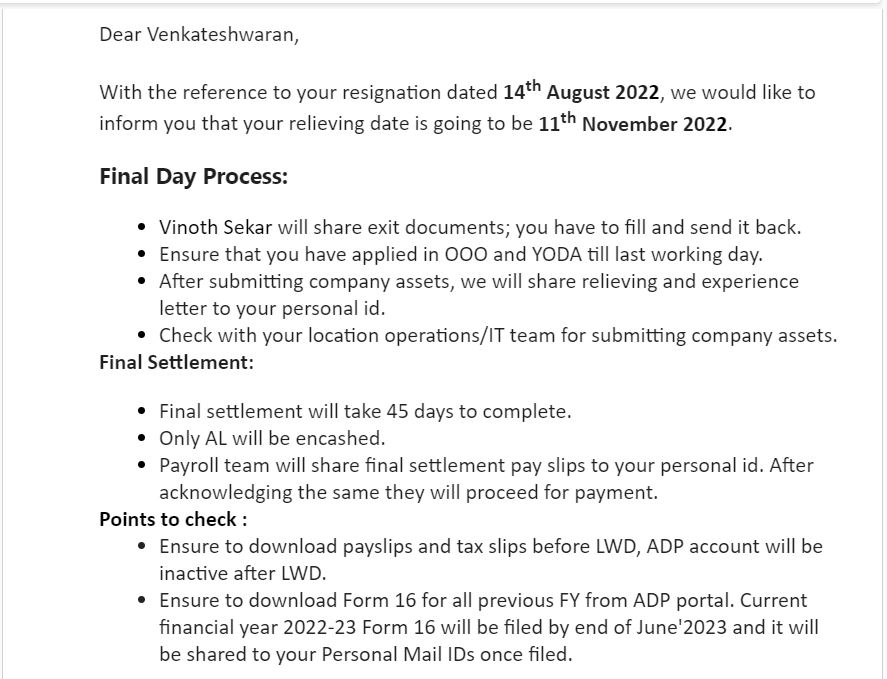 Dear Venkateshwaran,
With the reference to your resignation dated 14th August 2022, we would like to
inform you that your relieving date is going to be 11th November 2022.
Final Day Process:
• Vinoth Sekar will share exit documents; you have to fill and send it back.
• Ensure that you have applied in OOO and YODA till last working day.
• After submitting company assets, we will share relieving and experience
letter to your personal id.
• Check with your location operations/IT team for submitting company assets.
Final Settlement:
• Final settlement will take 45 days to complete.
• Only AL will be encashed.
• Payroll team will share final settlement pay slips to your personal id. After
acknowledging the same they will proceed for payment.
Points to check :
• Ensure to download payslips and tax slips before LWD, ADP account will be
inactive after LWD.
• Ensure to download Form 16 for all previous FY from ADP portal. Current
financial year 2022-23 Form 16 will be filed by end of June'2023 and it will
be shared to your Personal Mail IDs once filed.